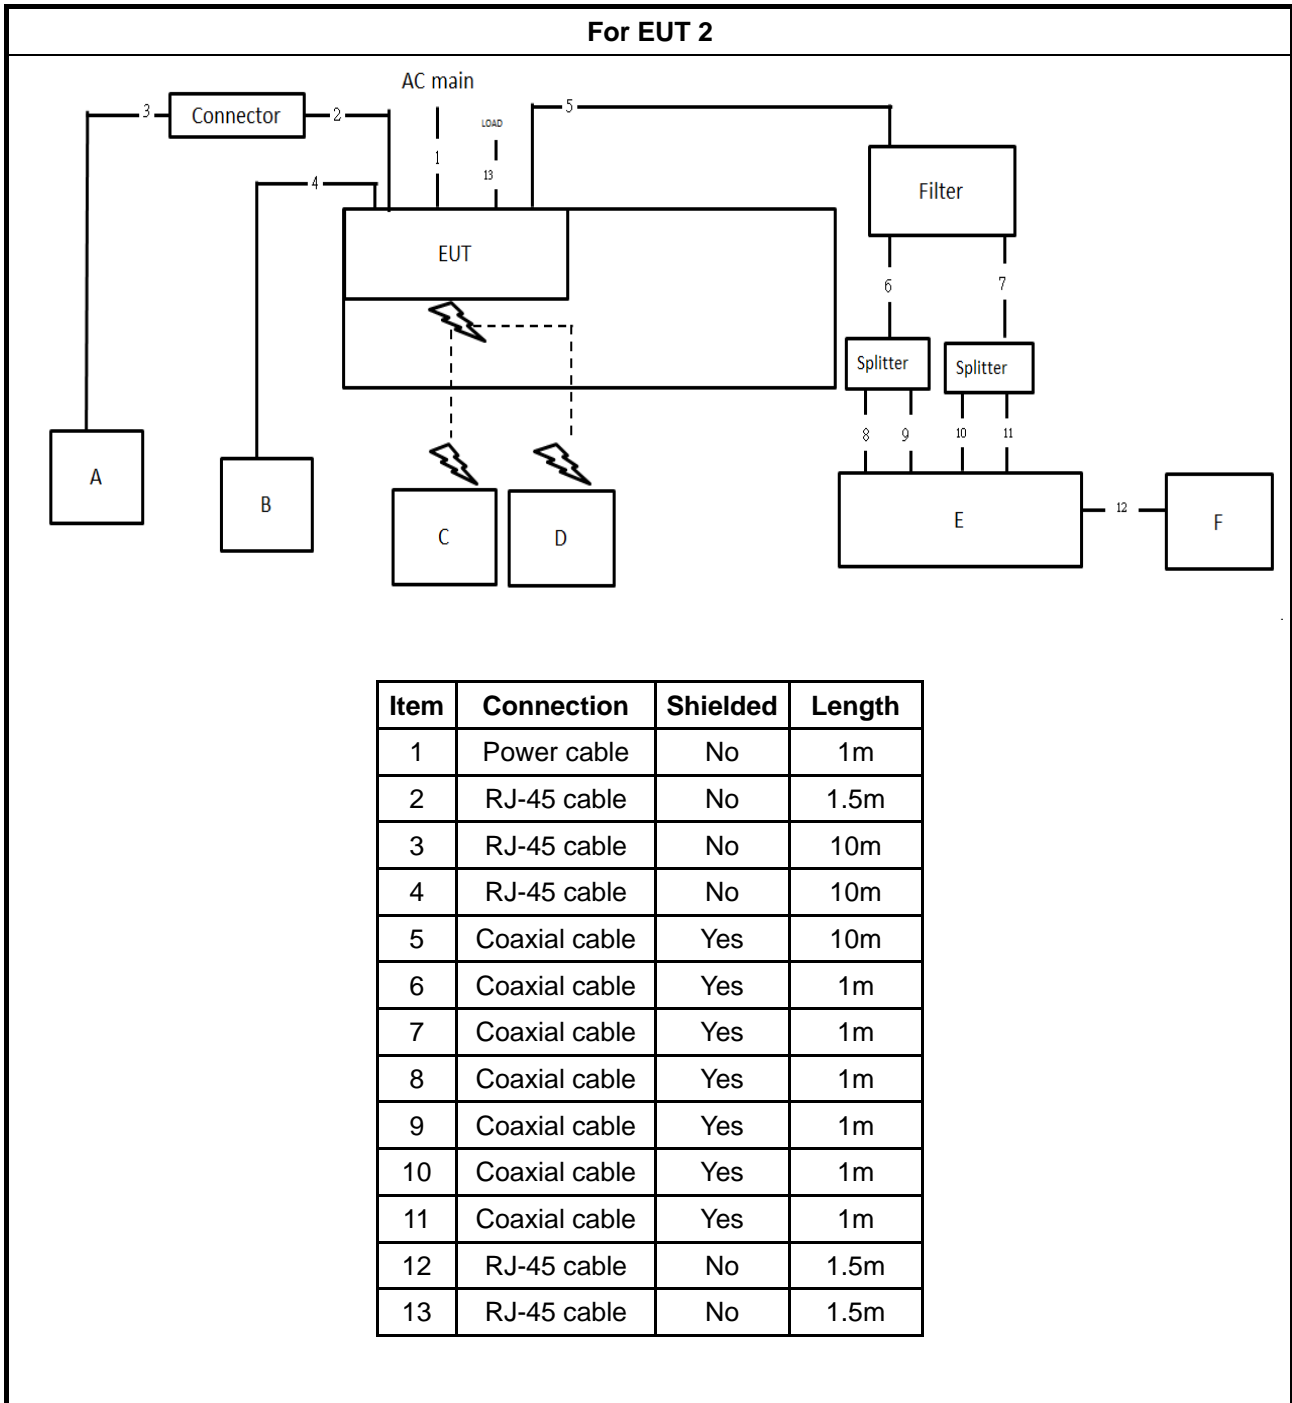 For EUT 2
AC main
3
Connector
2
5
LOAD
1
13
4
Filter
EUT
6
7
Splitter
Splitter
8
9
10
11
A
B
C
D
E
12
F
Item Connection Shielded Length
1 Power cable No 1m
2 RJ-45 cable No 1.5m
3 RJ-45 cable No 10m
4 RJ-45 cable No 10m
5 Coaxial cable Yes 10m
6 Coaxial cable Yes 1m
7 Coaxial cable Yes 1m
8 Coaxial cable Yes 1m
9 Coaxial cable Yes 1m
10 Coaxial cable Yes 1m
11 Coaxial cable Yes 1m
12 RJ-45 cable No 1.5m
13 RJ-45 cable No 1.5m